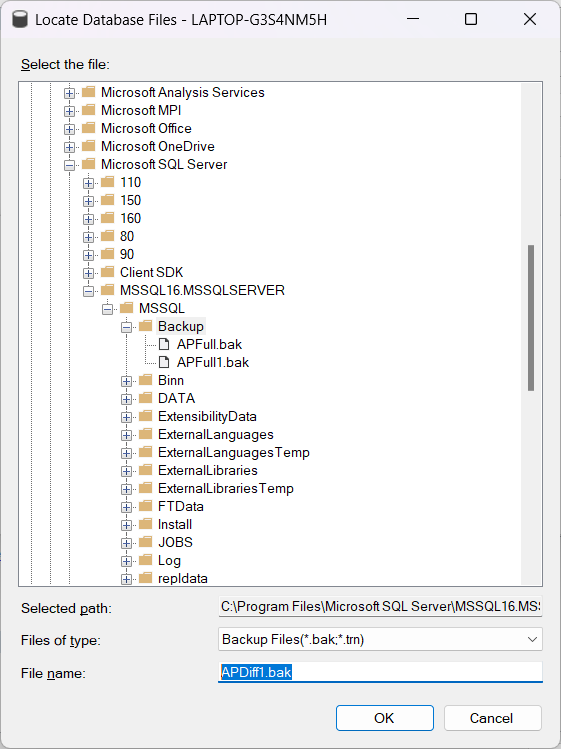 Locate Database Files - LAPTOP-G3S4NM5H
Select the file:
Microsoft Analysis Services
Microsoft MPI
Microsoft Office
Microsoft OneDrive
Microsoft SQL Server
110
150
160
80
90
Client SDK
MSSQL16.MSSQLSERVER
MSSQL
Backup
APFull.bak
APFull1.bak
Binn
DATA
ExtensibilityData
ExternalLanguages
ExternalLanguagesTemp
ExternalLibraries
ExternalLibrariesTemp
FTData
Install
JOBS
Log
repldata
Selected path: C:\Program Files\Microsoft SQL Server\MSSQL16.MS
Files of type: Backup Files(*.bak;*.trn)
File name: APDiff1.bak
OK Cancel